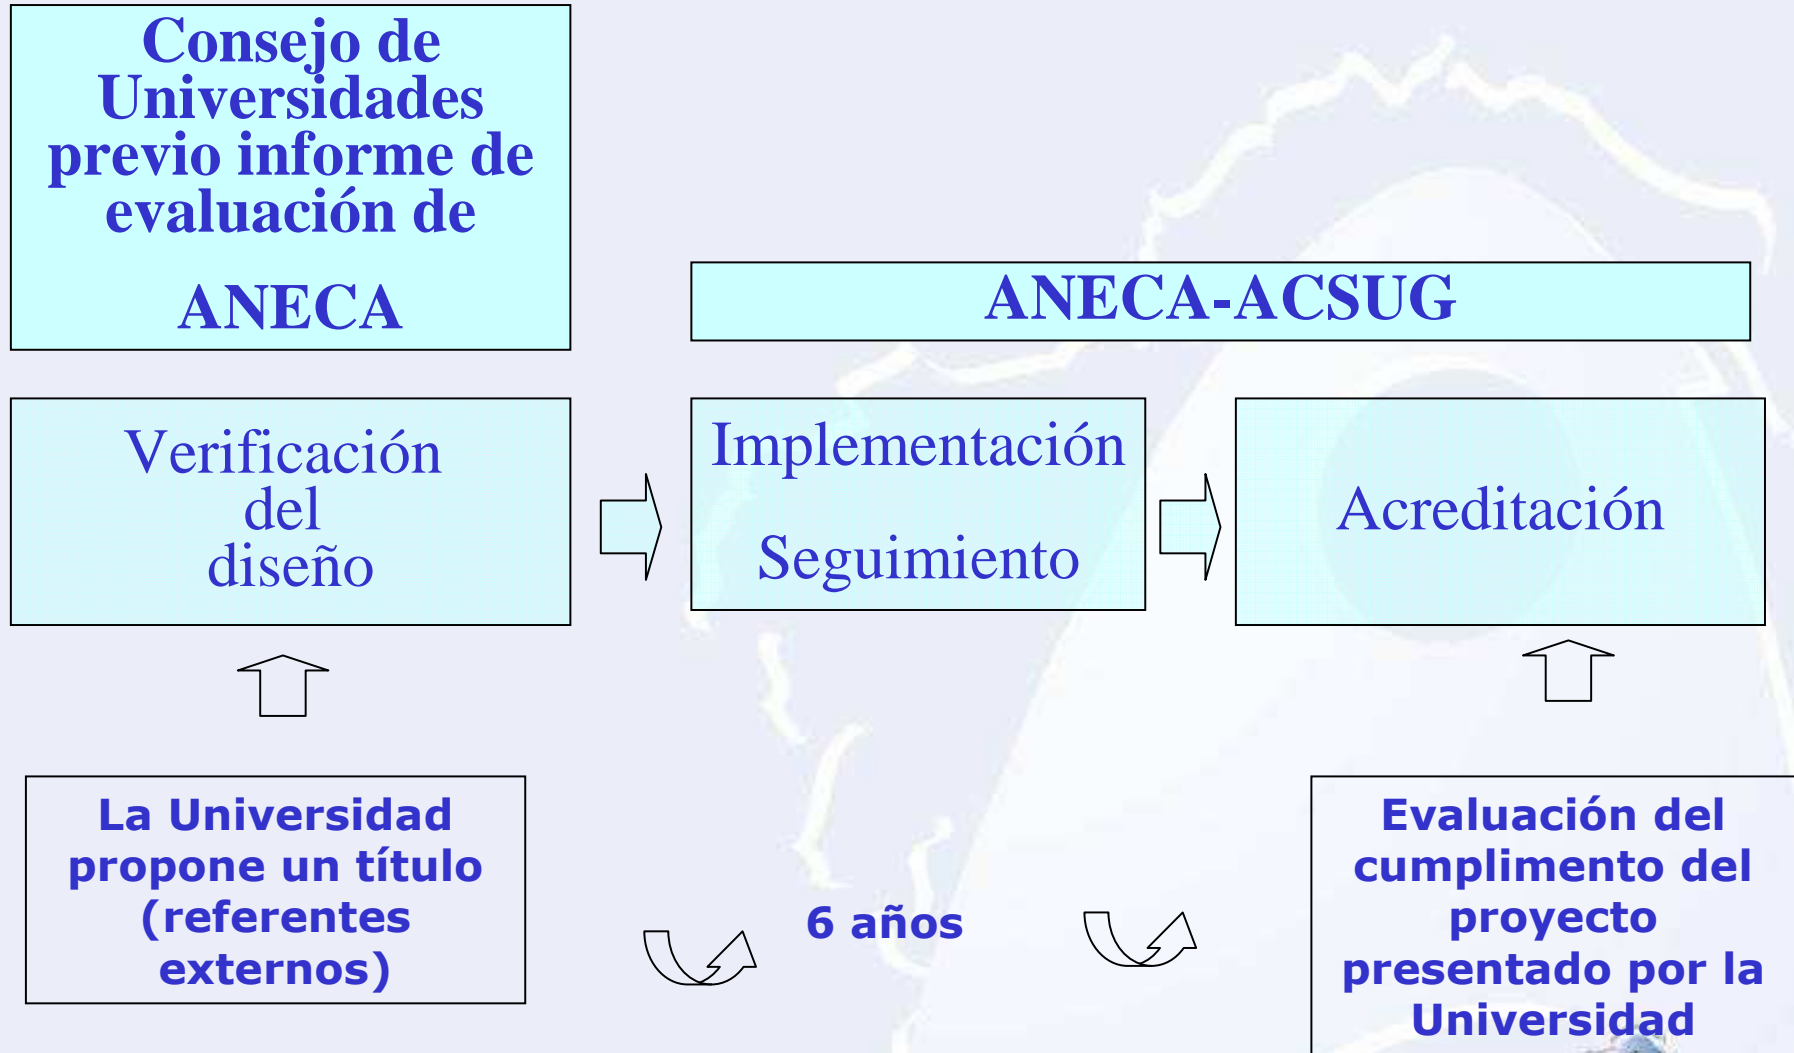 Consejo de
Universidades
previo informe de
evaluación de
ANECA
ANECA-ACSUG
Verificación
del
diseño
Implementación
Seguimiento
Acreditación
La Universidad
propone un título
(referentes
externos)
6 años
Evaluación del
cumplimento del
proyecto
presentado por la
Universidad